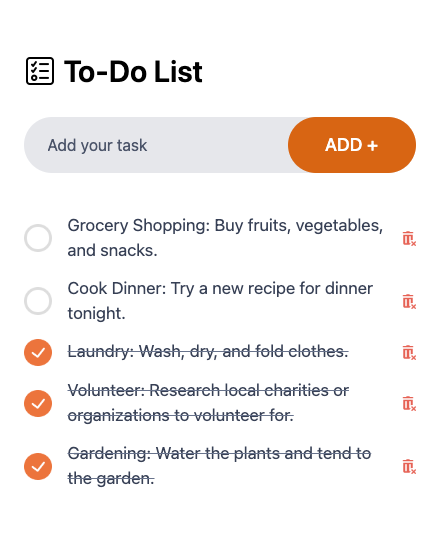 To-Do List
Add your task
ADD +
Grocery Shopping: Buy fruits, vegetables,
and snacks.
Cook Dinner: Try a new recipe for dinner
tonight.
Laundry: Wash, dry, and fold clothes.
Volunteer: Research local charities or
organizations to volunteer for.
Gardening: Water the plants and tend to
the garden.